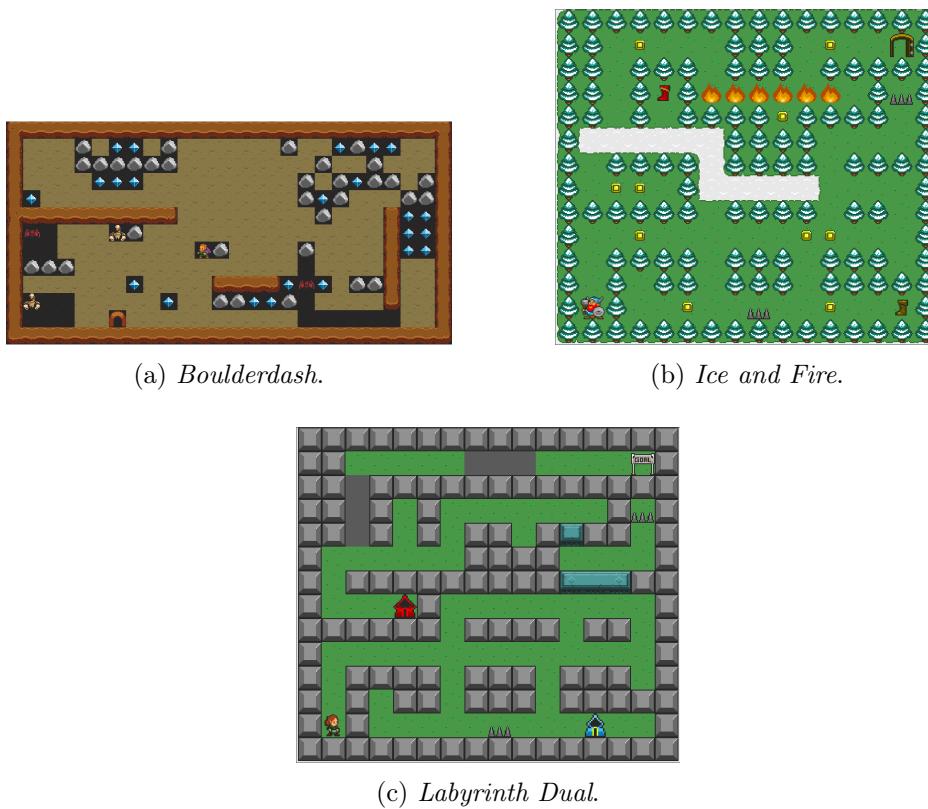 (a) Boulderdash.
(b) Ice and Fire.
GOAL
(c) Labyrinth Dual.